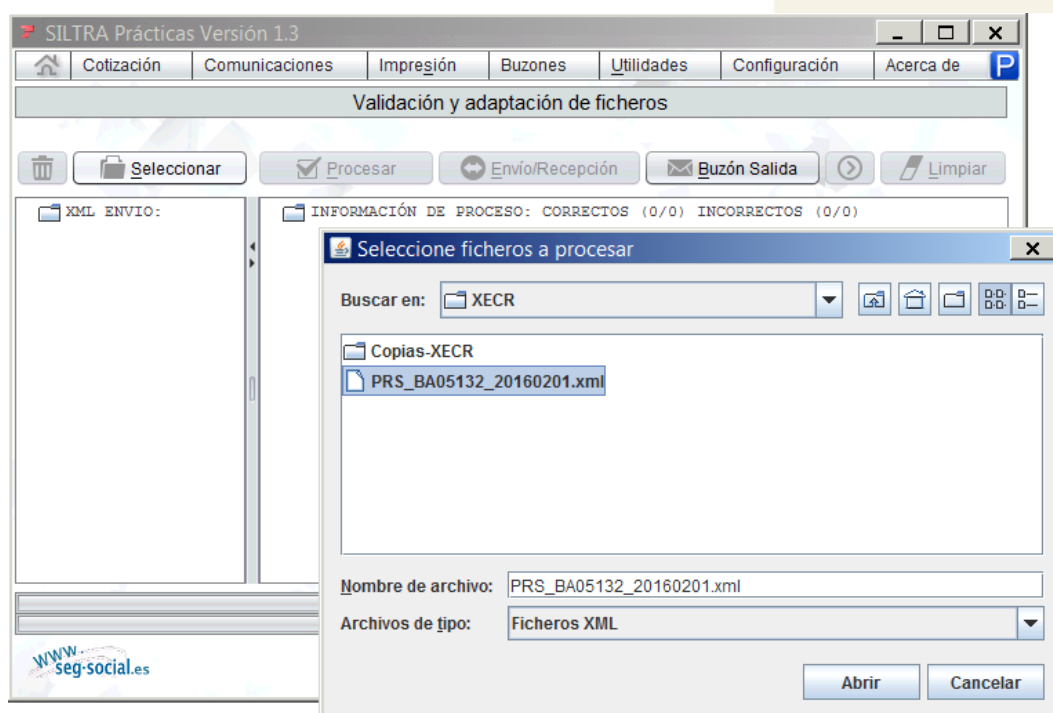 SILTRA Prácticas Versión 1.3
Cotización Comunicaciones Impresión Buzones Utilidades Configuración Acerca de P
Validación y adaptación de ficheros
Seleccionar Procesar Envío/Recepción Buzón Salida Limpiar
XML ENVIO: INFORMACIÓN DE PROCESO: CORRECTOS (0/0) INCORRECTOS (0/0)
Seleccione ficheros a procesar
Buscar en: XECR
Copias-XECR
PRS_BA05132_20160201.xml
Nombre de archivo: PRS_BA05132_20160201.xml
Archivos de tipo: Ficheros XML
www.
seg-social.es
Abrir Cancelar